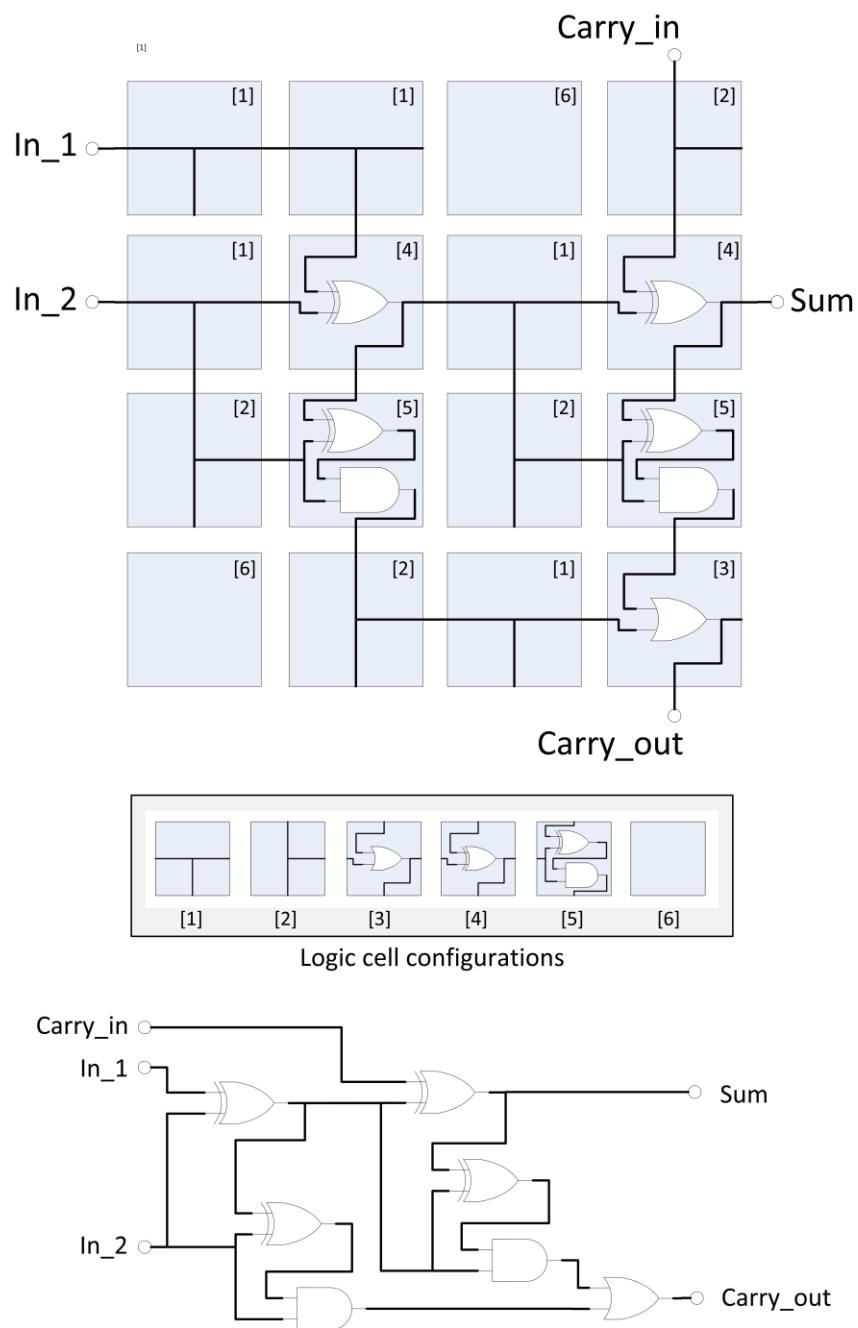 Carry_in
[1]
[1] [1] [6] [2]
In_1
[1] [4] [1] [4]
In_2 Sum
[2] [5] [2] [5]
[6] [2] [1] [3]
Carry_out
[1] [2] [3] [4] [5] [6]
Logic cell configurations
Carry_in
In_1
Sum
In_2
Carry_out